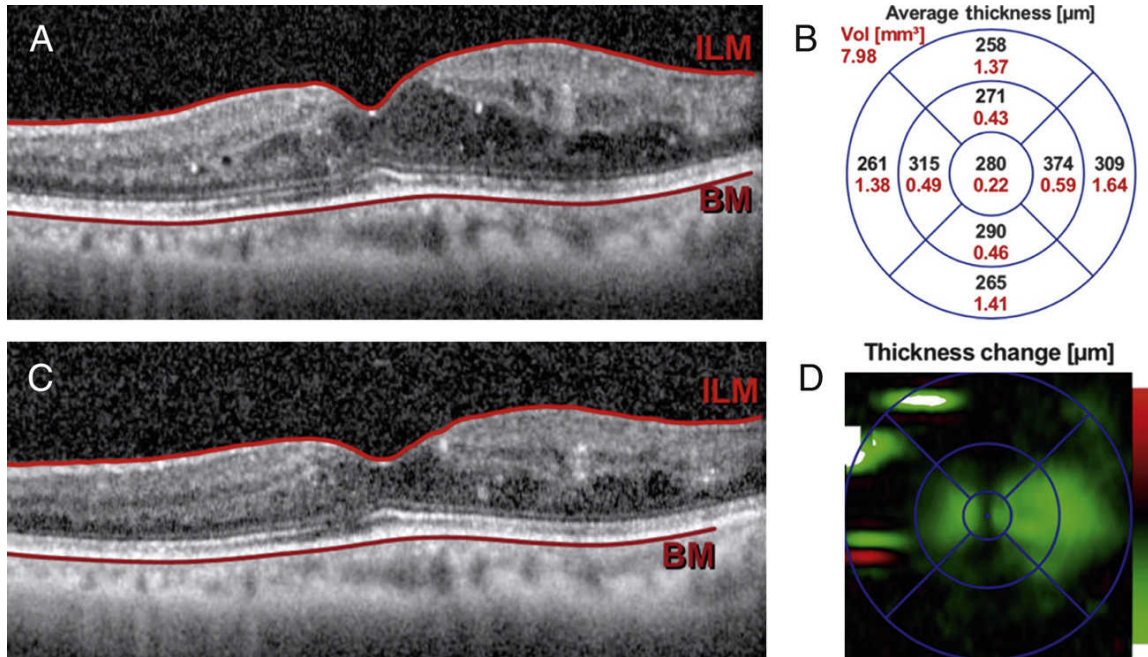 A
ILM
BM
B
Average thickness [µm]
Vol [mm³]
7.98
258
1.37
271
0.43
261
1.38
315
0.49
280
0.22
374
0.59
309
1.64
290
0.46
265
1.41
C
ILM
BM
D
Thickness change [µm]